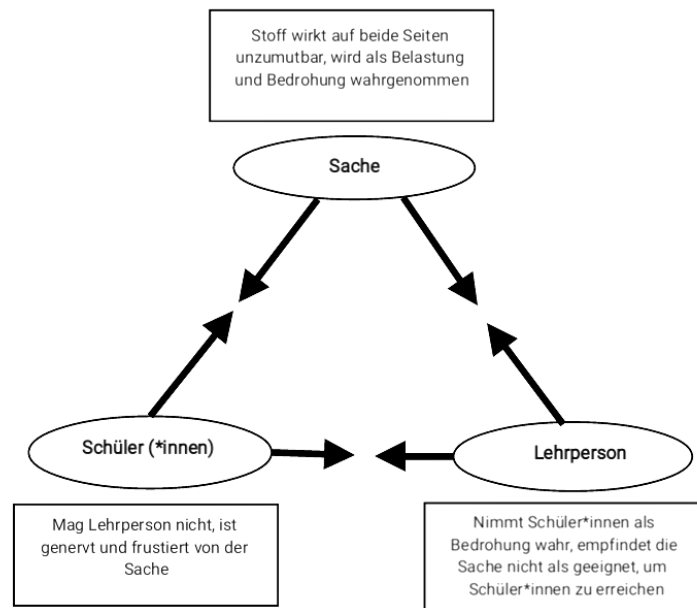 Stoff wirkt auf beide Seiten
unzumutbar, wird als Belastung
und Bedrohung wahrgenommen
Sache
Schüler (*innen)
Lehrperson
Mag Lehrperson nicht, ist
genervt und frustiert von der
Sache
Nimmt Schüler*innen als
Bedrohung wahr, empfindet die
Sache nicht als geeignet, um
Schüler*innen zu erreichen